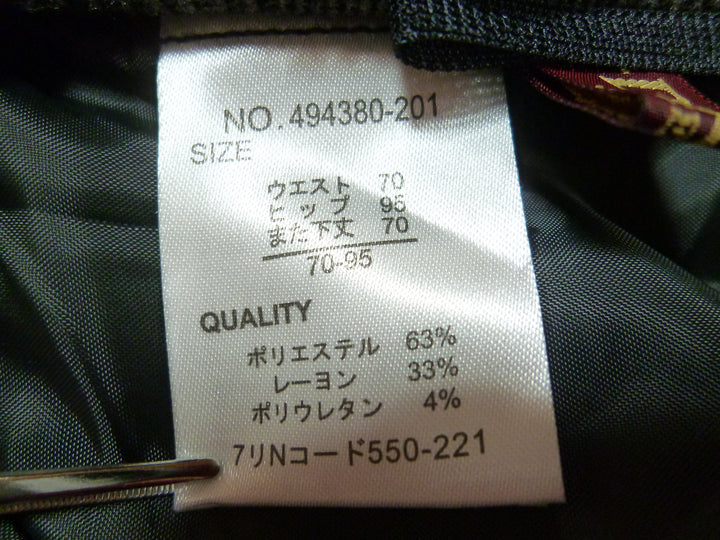 NO.494380-201
SIZE
ウエスト 70
ヒップ 95
また下丈 70
70-95
QUALITY
ポリエステル 63%
レーヨン 33%
ポリウレタン 4%
7リNコード550-221